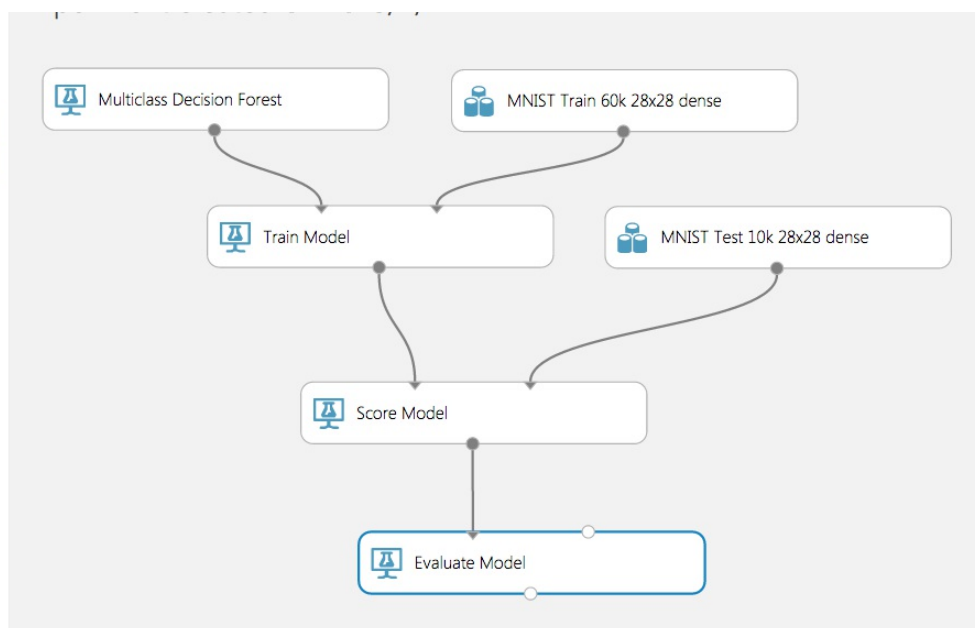 Multiclass Decision Forest
MNIST Train 60k 28x28 dense
Train Model
MNIST Test 10k 28x28 dense
Score Model
Evaluate Model